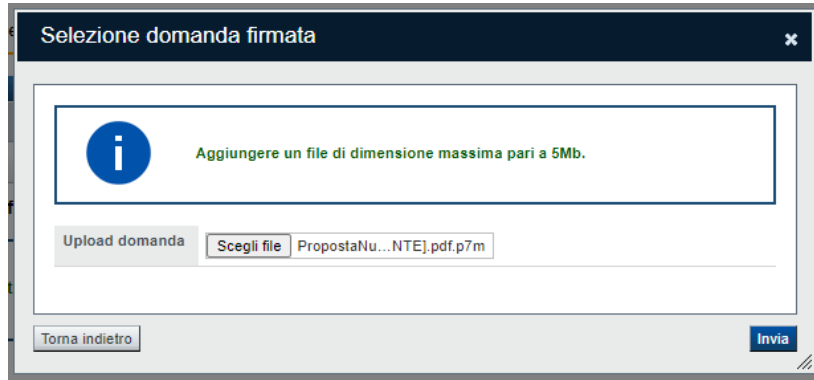 Selezione domanda firmata
Aggiungere un file di dimensione massima pari a 5Mb.
Upload domanda
Scegli file PropostaNu...NTE].pdf.p7m
Torna indietro
Invia